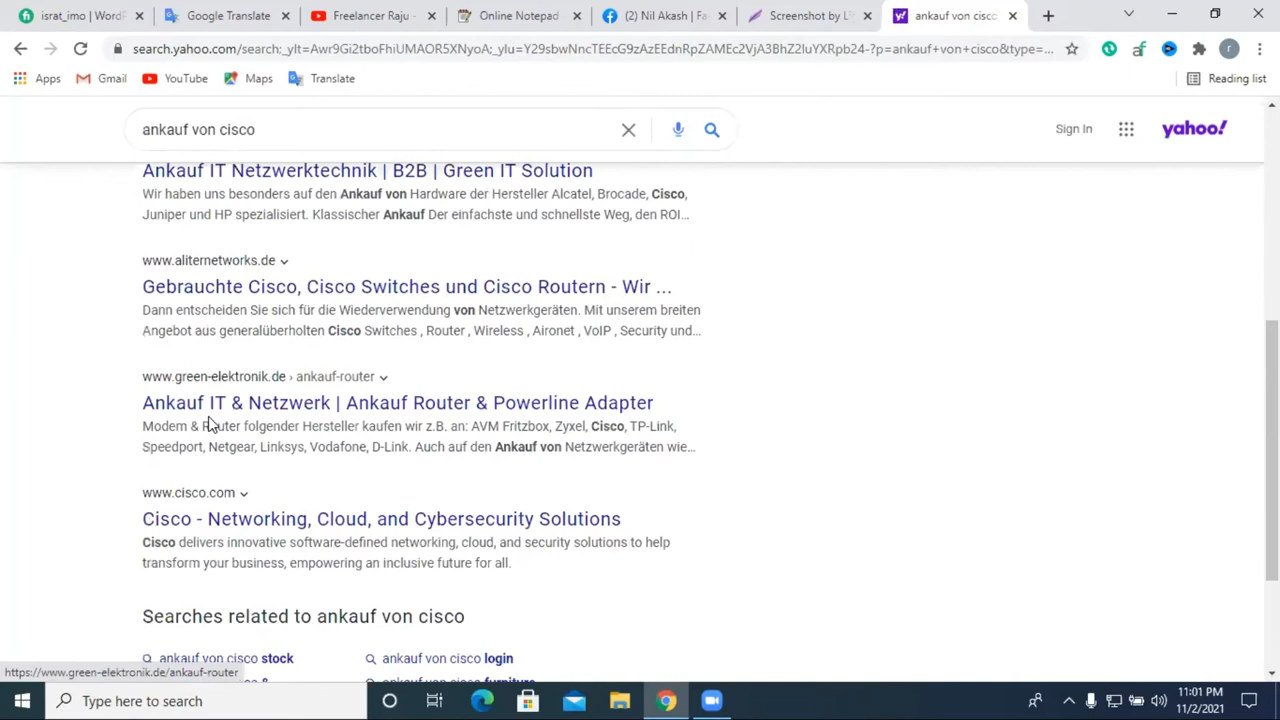 israt_imo | WordP
Google Translate
Freelancer Raju -
Online Notepad
(2) Nil Akash | Fa
Screenshot by L
ankauf von cisco
search.yahoo.com/search;_ylt=Awr9Gi2tboFhiUMAOR5XNyoA;_ylu=Y29sbwNncTEEcG9zAzEEdnRpZAMEc2VjA3BhZ2luYXRpb24-?p=ankauf+von+cisco&type=...
Apps
Gmail
YouTube
Maps
Translate
Reading list
ankauf von cisco
Sign In
yahoo!
Ankauf IT Netzwerktechnik | B2B | Green IT Solution
Wir haben uns besonders auf den Ankauf von Hardware der Hersteller Alcatel, Brocade, Cisco,
Juniper und HP spezialisiert. Klassischer Ankauf Der einfachste und schnellste Weg, den ROI...
www.aliternetworks.de
Gebrauchte Cisco, Cisco Switches und Cisco Routern - Wir ...
Dann entscheiden Sie sich für die Wiederverwendung von Netzwerkgeräten. Mit unserem breiten
Angebot aus generalüberholten Cisco Switches , Router , Wireless , Aironet , VoIP , Security und...
www.green-elektronik.de › ankauf-router
Ankauf IT & Netzwerk | Ankauf Router & Powerline Adapter
Modem & Router folgender Hersteller kaufen wir z.B. an: AVM Fritzbox, Zyxel, Cisco, TP-Link,
Speedport, Netgear, Linksys, Vodafone, D-Link. Auch auf den Ankauf von Netzwerkgeräten wie...
www.cisco.com
Cisco - Networking, Cloud, and Cybersecurity Solutions
Cisco delivers innovative software-defined networking, cloud, and security solutions to help
transform your business, empowering an inclusive future for all.
Searches related to ankauf von cisco
ankauf von cisco stock
ankauf von cisco login
https://www.green-elektronik.de/ankauf-router
Type here to search
11:01 PM
11/2/2021